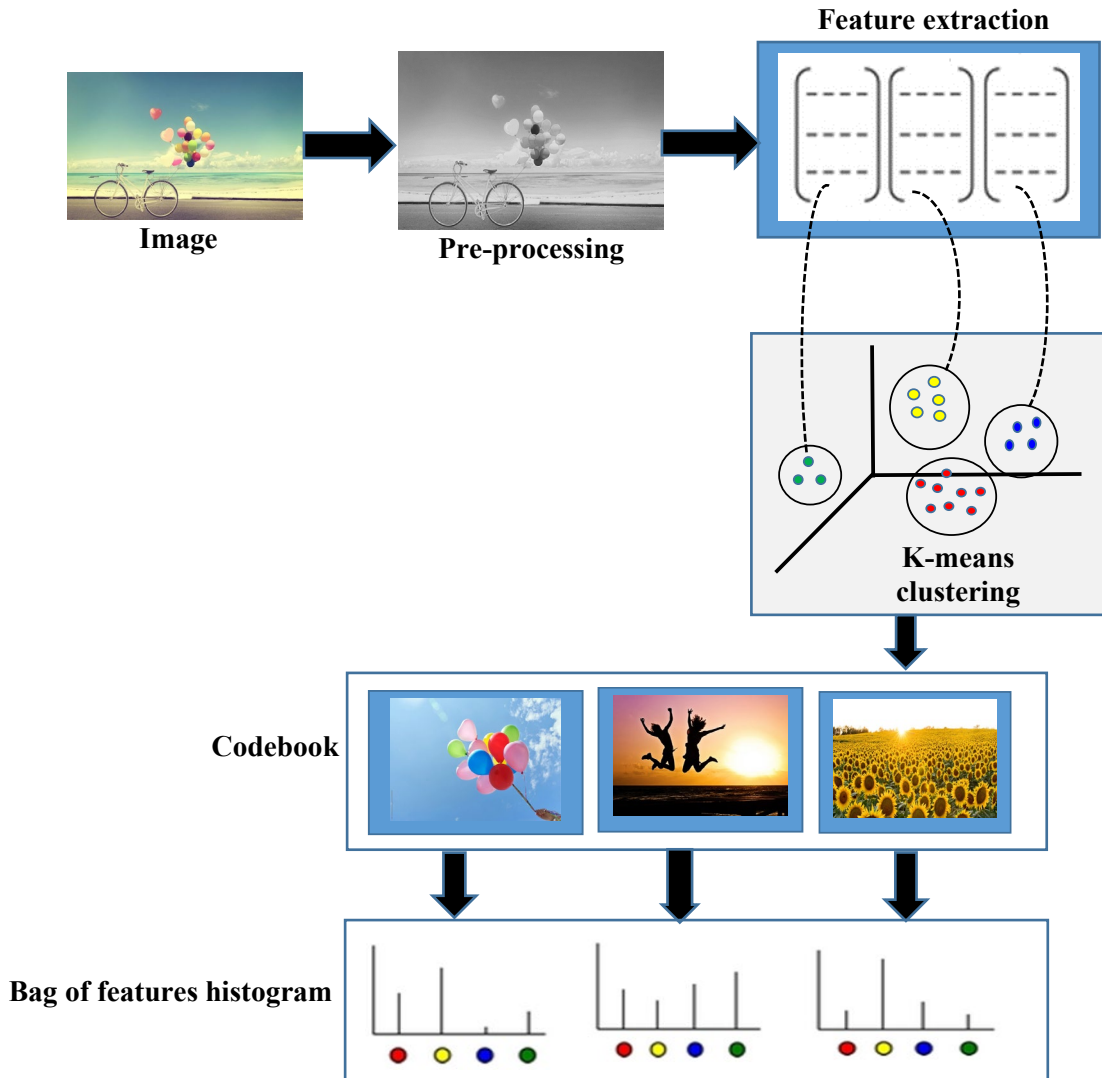 Feature extraction
Image
Pre-processing
K-means
clustering
Codebook
Bag of features histogram